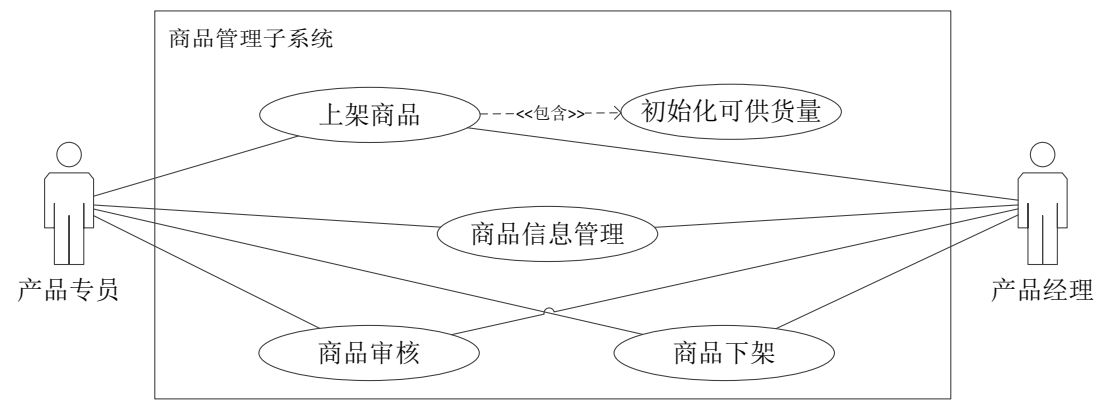 商品管理子系统
上架商品
<<包含>>
初始化可供货量
商品信息管理
产品专员
产品经理
商品审核
商品下架